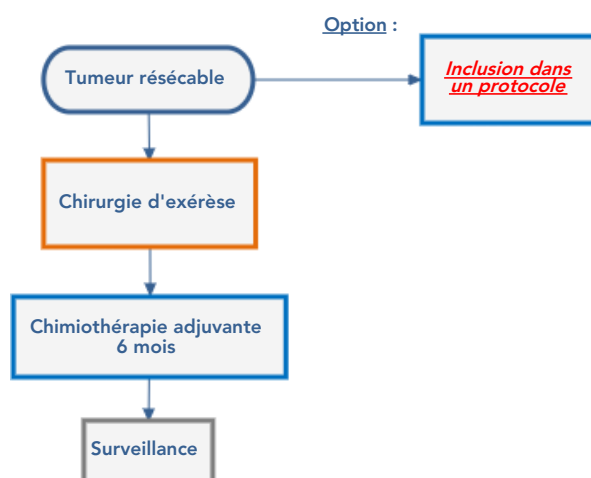 Option :
Tumeur résécable
Inclusion dans
un protocole
Chirurgie d'exérèse
Chimiothérapie adjuvante
6 mois
Surveillance